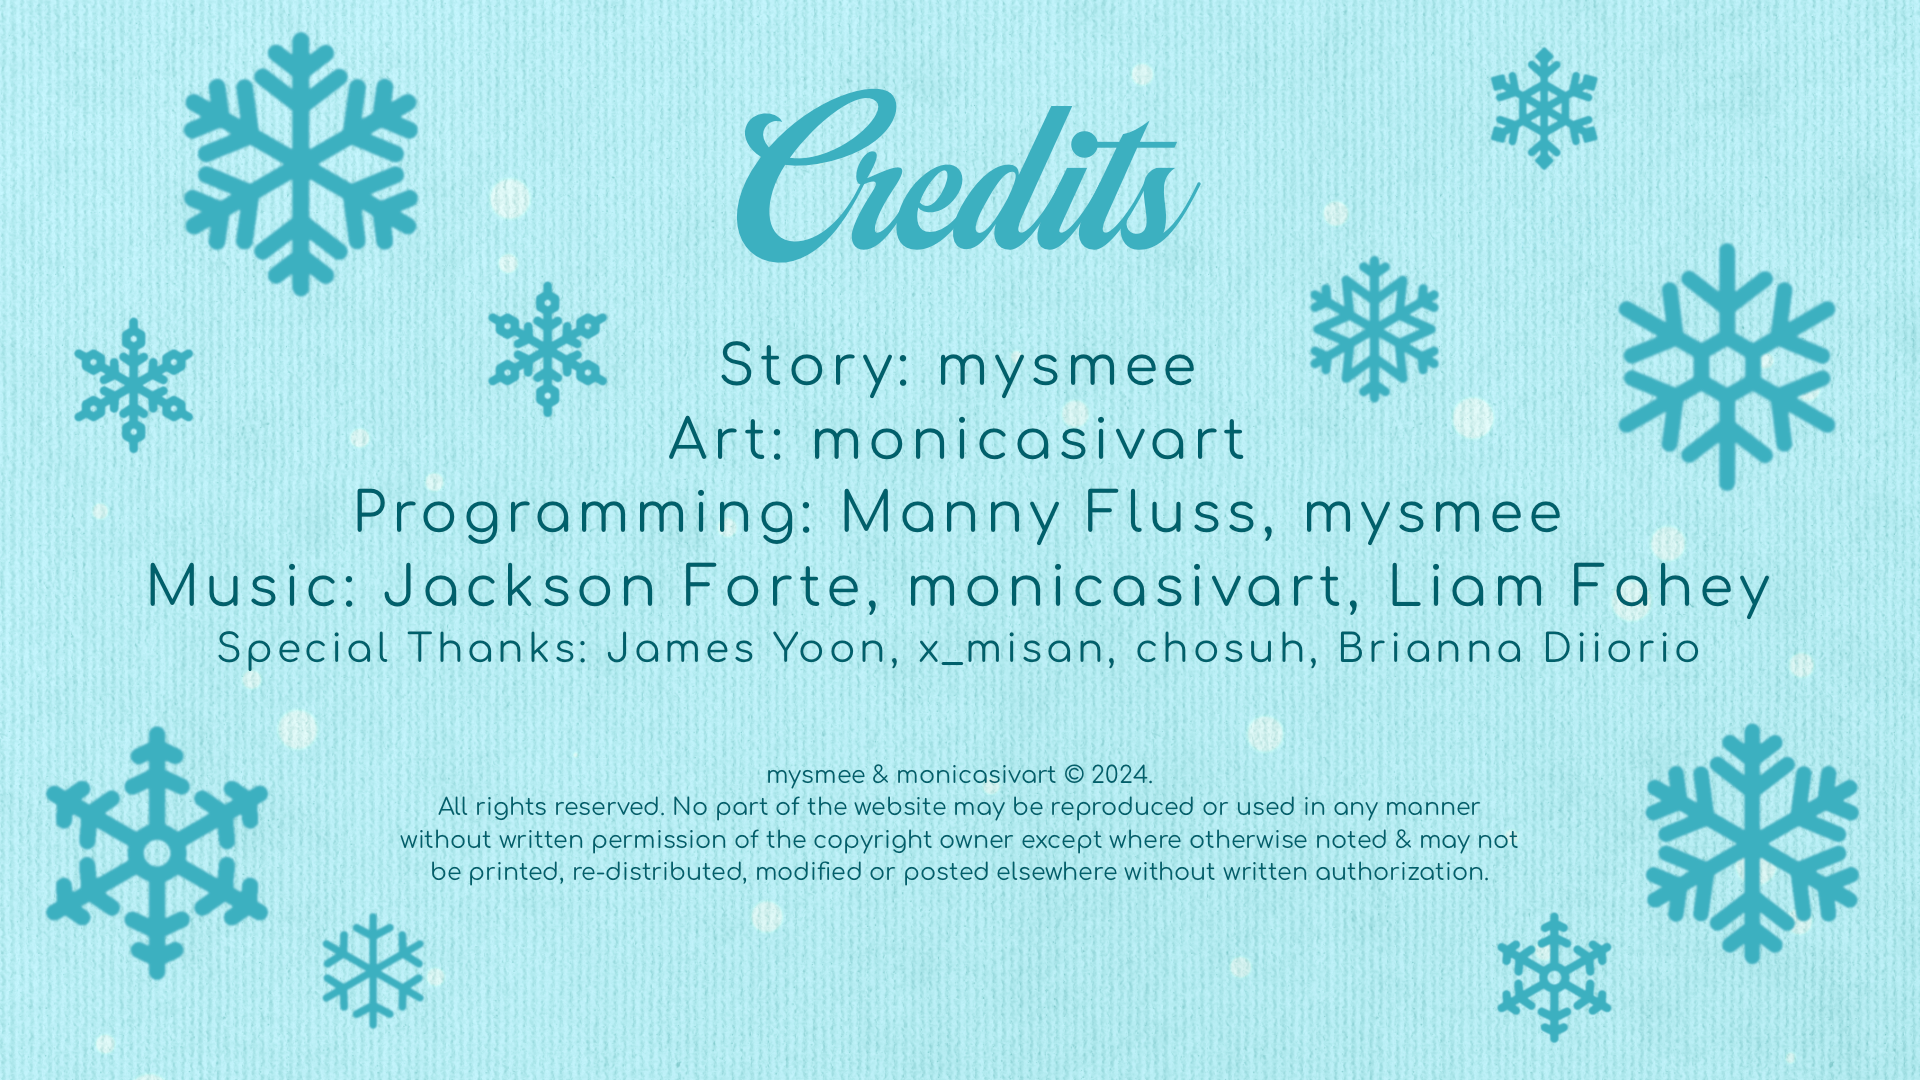 Credits
Story: mysmee
Art: monicasivart
Programming: Manny Fluss, mysmee
Music: Jackson Forte, monicasivart, Liam Fahey
Special Thanks: James Yoon, x_misan, chosuh, Brianna Diiorio
mysmee & monicasivart © 2024.
All rights reserved. No part of the website may be reproduced or used in any manner
without written permission of the copyright owner except where otherwise noted & may not
be printed, re-distributed, modified or posted elsewhere without written authorization.